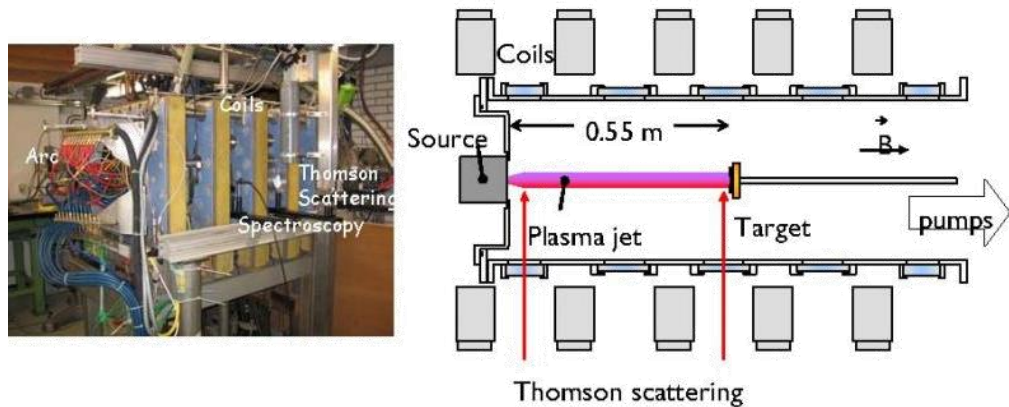 Coils
Arc
Thomson
Scattering
Spectroscopy
Coils
Source
0.55 m
B
Plasma jet
Target
pumps
Thomson scattering